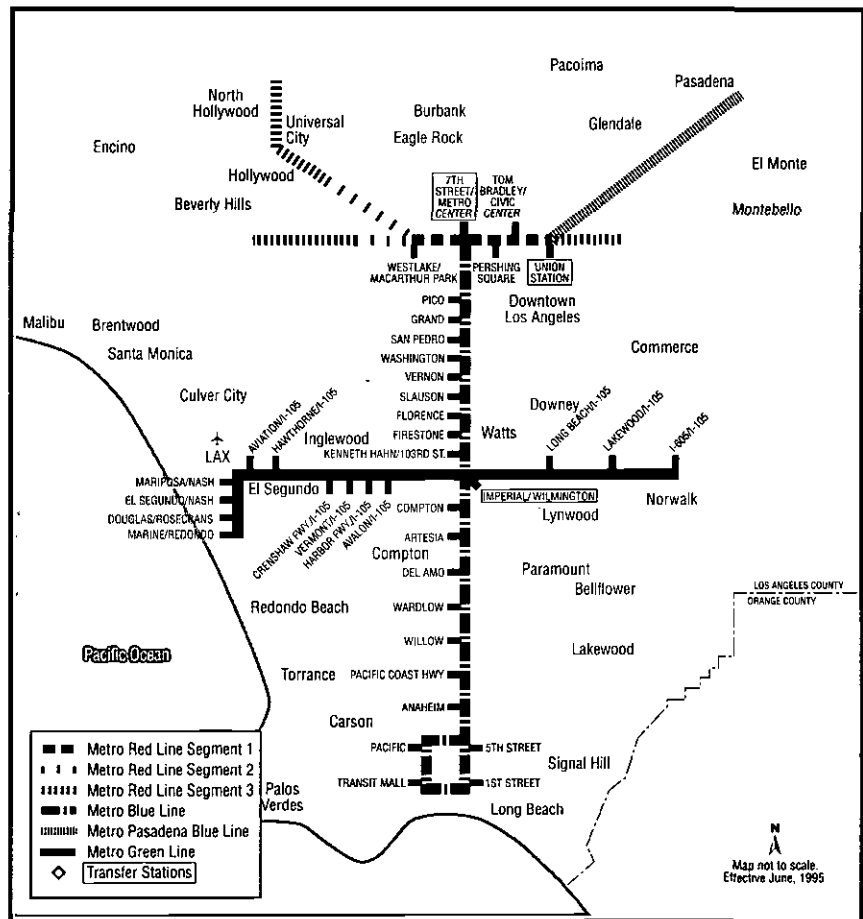 Pacoima
Pasadena
North
Hollywood
Universal
City
Burbank
Eagle Rock
Glendale
Encino
Hollywood
El Monte
Beverly Hills
Montebello
7TH
STREET/
METRO
CENTER
TOM
BRADLEY/
CIVIC
CENTER
WESTLAKE/
MACARTHUR PARK
PERSHING
SQUARE
UNION
STATION
PICO
Downtown
Los Angeles
GRAND
Malibu
Brentwood
Santa Monica
SAN PEDRO
Commerce
WASHINGTON
VERNON
Culver City
SLAUSON
Downey
FLORENCE
AVIATION/I-105
HAWTHORNE/I-105
Inglewood
FIRESTONE
Watts
LONG BEACH/I-105
LAKEWOOD/I-105
I-605/I-105
LAX
KENNETH HAHN/103RD ST.
MARIPOSA/NASH
El Segundo
EL SEGUNDO/NASH
DOUGLAS/ROSECRANS
MARINE/REDONDO
CRENSHAW FWY/I-105
VERMONT/I-105
HARBOR FWY/I-105
AVALON/I-105
IMPERIAL/WILMINGTON
Norwalk
COMPTON
Lynwood
ARTESIA
Compton
DEL AMO
Paramount
Bellflower
LOS ANGELES COUNTY
ORANGE COUNTY
Redondo Beach
WARDLOW
WILLOW
Lakewood
Pacific Ocean
Torrance
PACIFIC COAST HWY
ANAHEIM
Carson
PACIFIC
5TH STREET
Signal Hill
TRANSIT MALL
1ST STREET
Palos
Verdes
Long Beach
Metro Red Line Segment 1
Metro Red Line Segment 2
Metro Red Line Segment 3
Metro Blue Line
Metro Pasadena Blue Line
Metro Green Line
Transfer Stations
N
Map not to scale.
Effective June, 1995